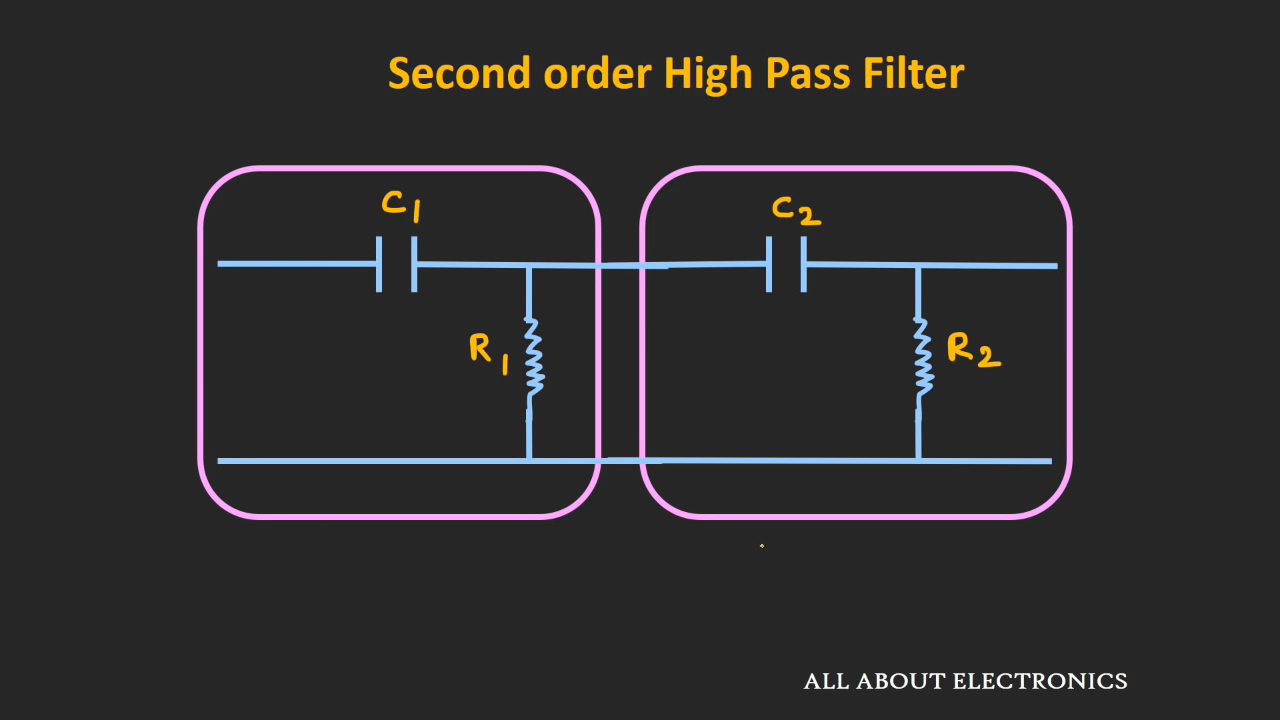 Second order High Pass Filter
C1 C2
R1 R2
ALL ABOUT ELECTRONICS